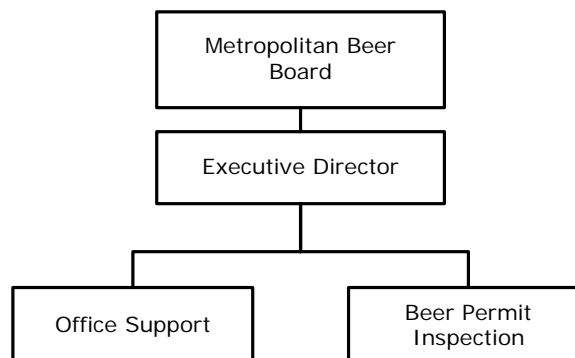 Metropolitan Beer
Board
Executive Director
Office Support
Beer Permit
Inspection